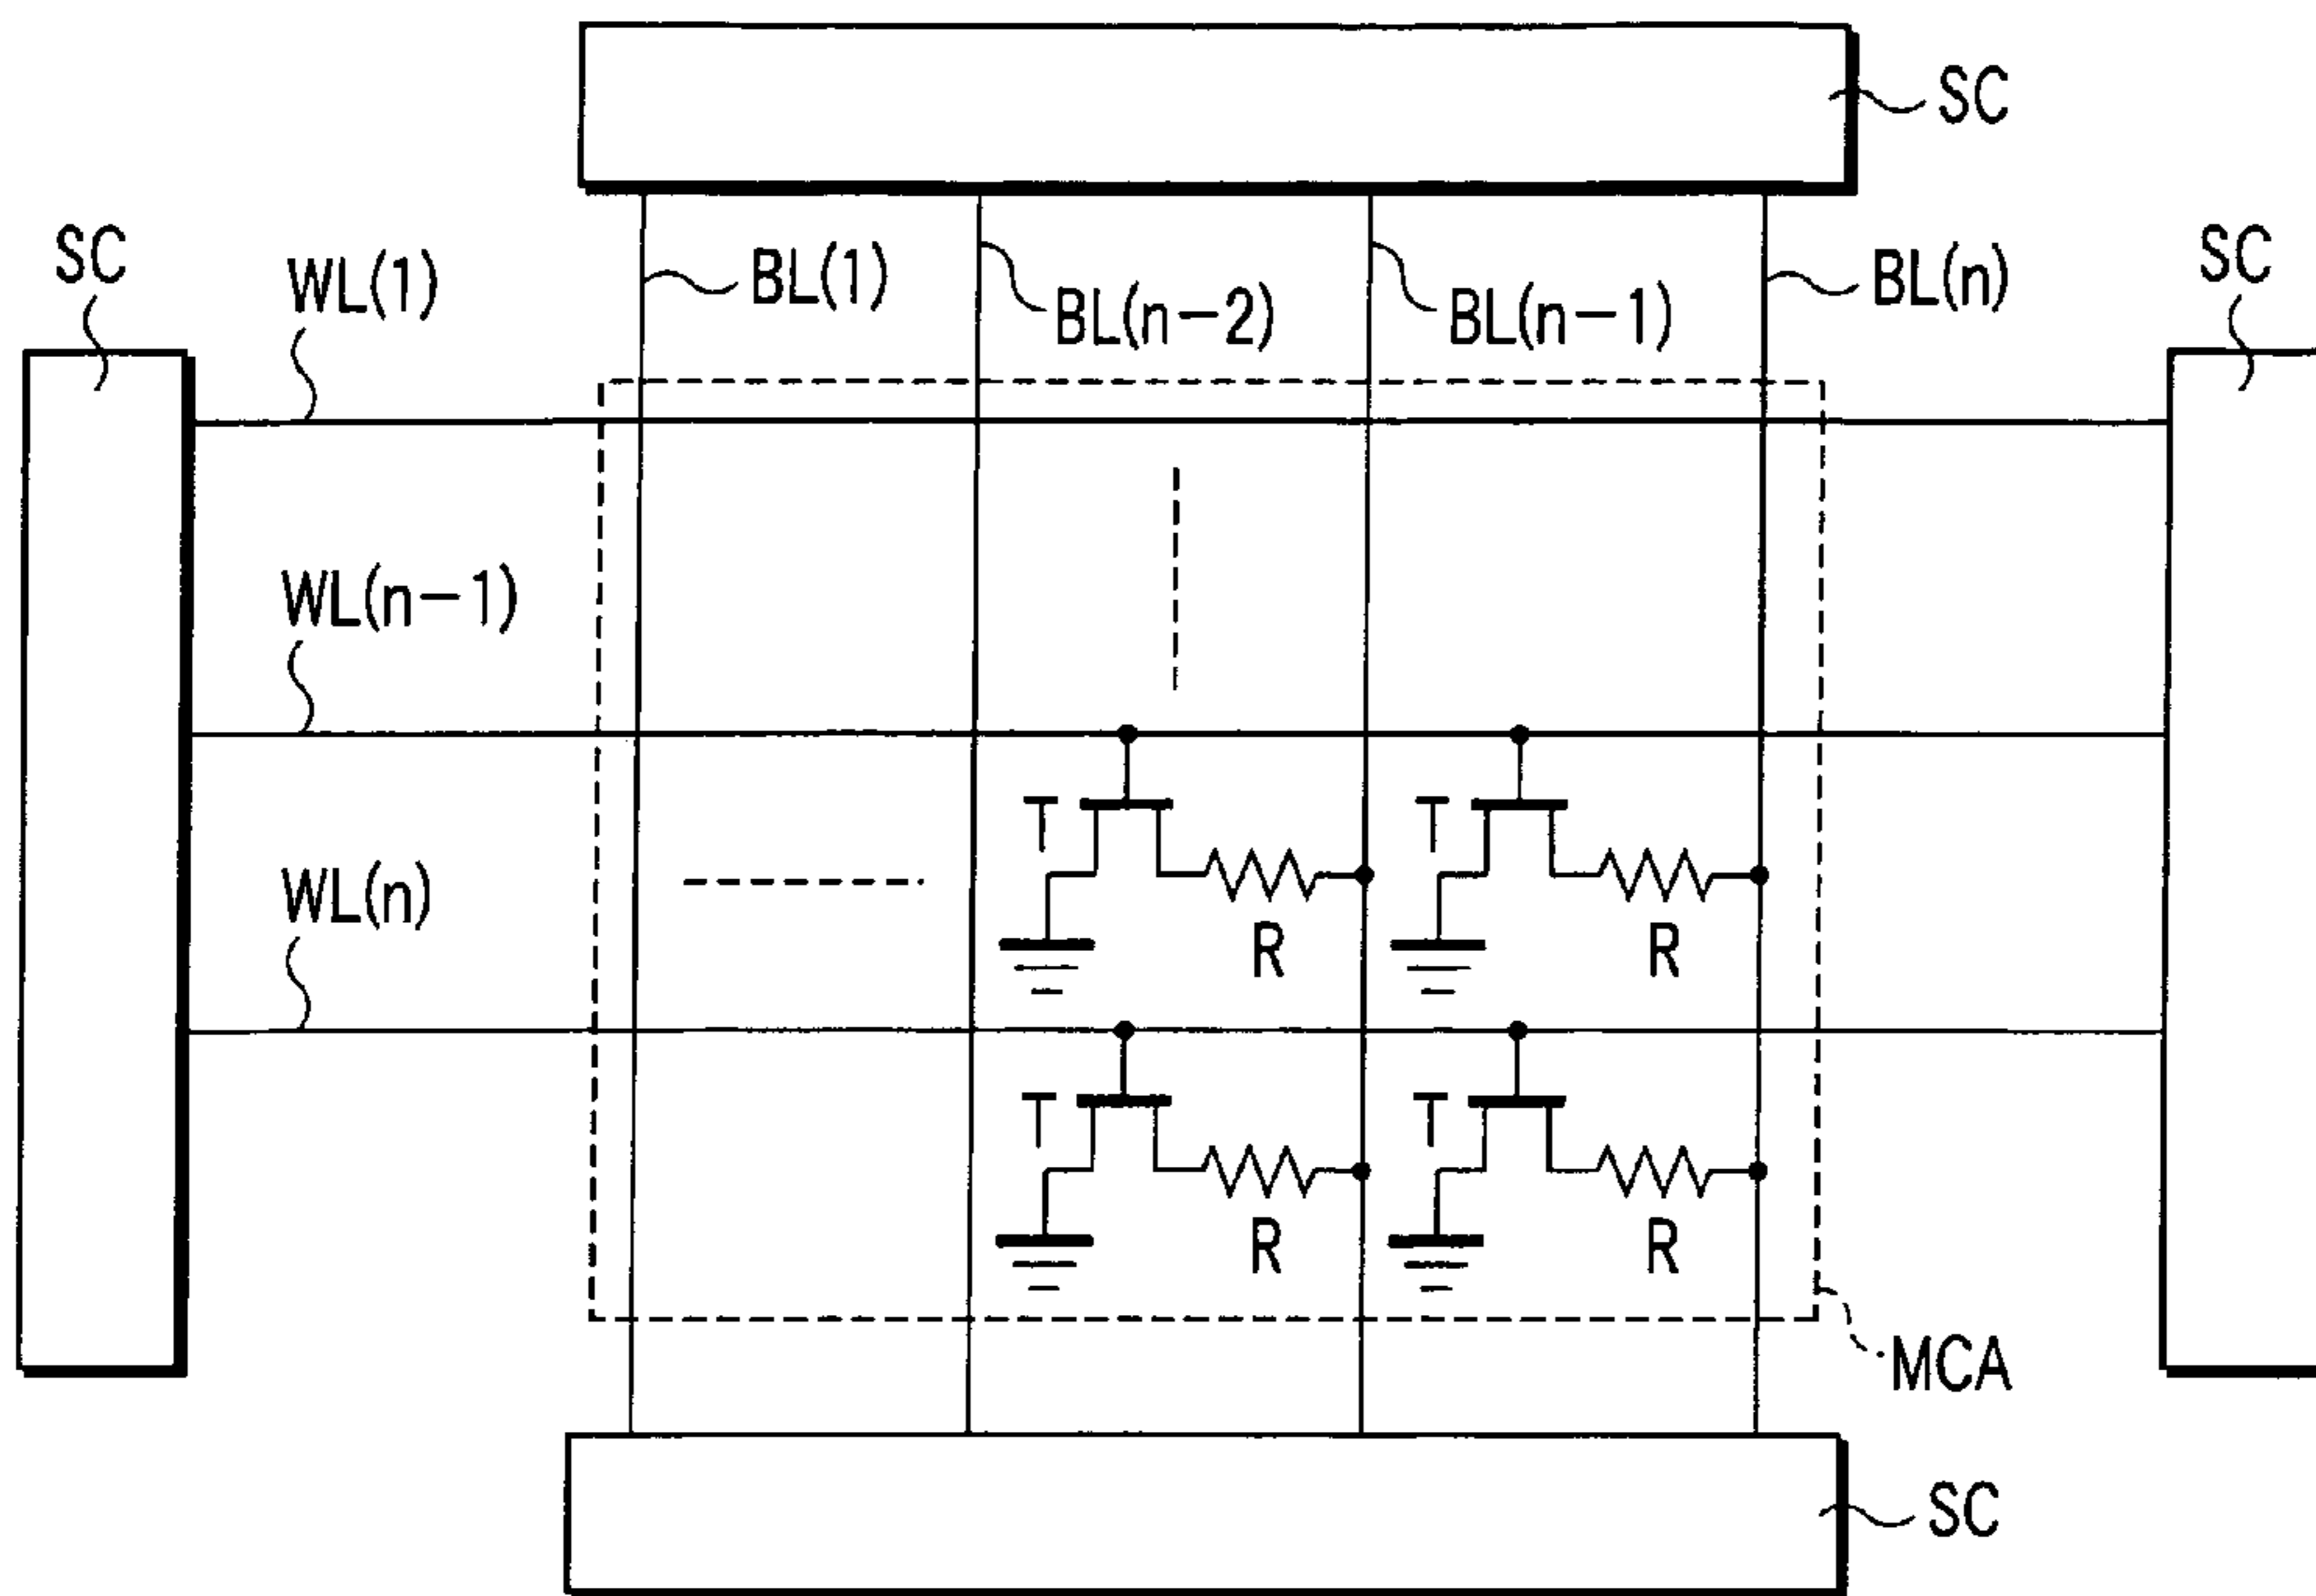 SC
SC
WL(1)
BL(1)
BL(n-2)
BL(n-1)
BL(n)
SC
WL(n-1)
T
T
WL(n)
R
R
T
T
R
R
MCA
SC